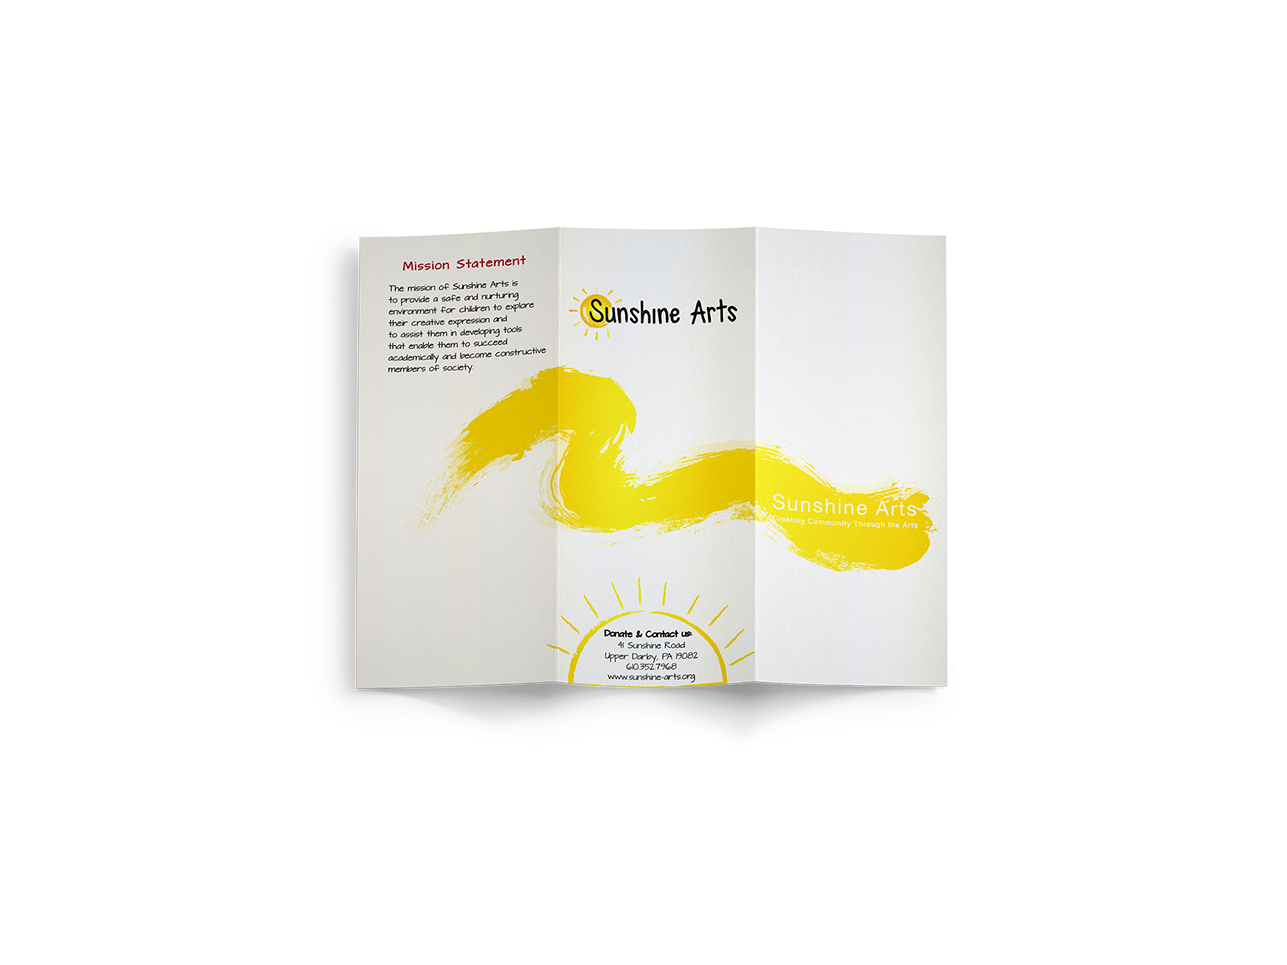 Mission Statement
The mission of Sunshine Arts is
to provide a safe and nurturing
environment for children to explore
their creative expression and
to assist them in developing tools
that enable them to succeed
academically and become constructive
members of society.
Sunshine Arts
Donate & Contact us:
41 Sunshine Road
Upper Darby, PA 19082
610.352.7968
www.sunshine-arts.org
Sunshine Arts
Creating Community Through the Arts